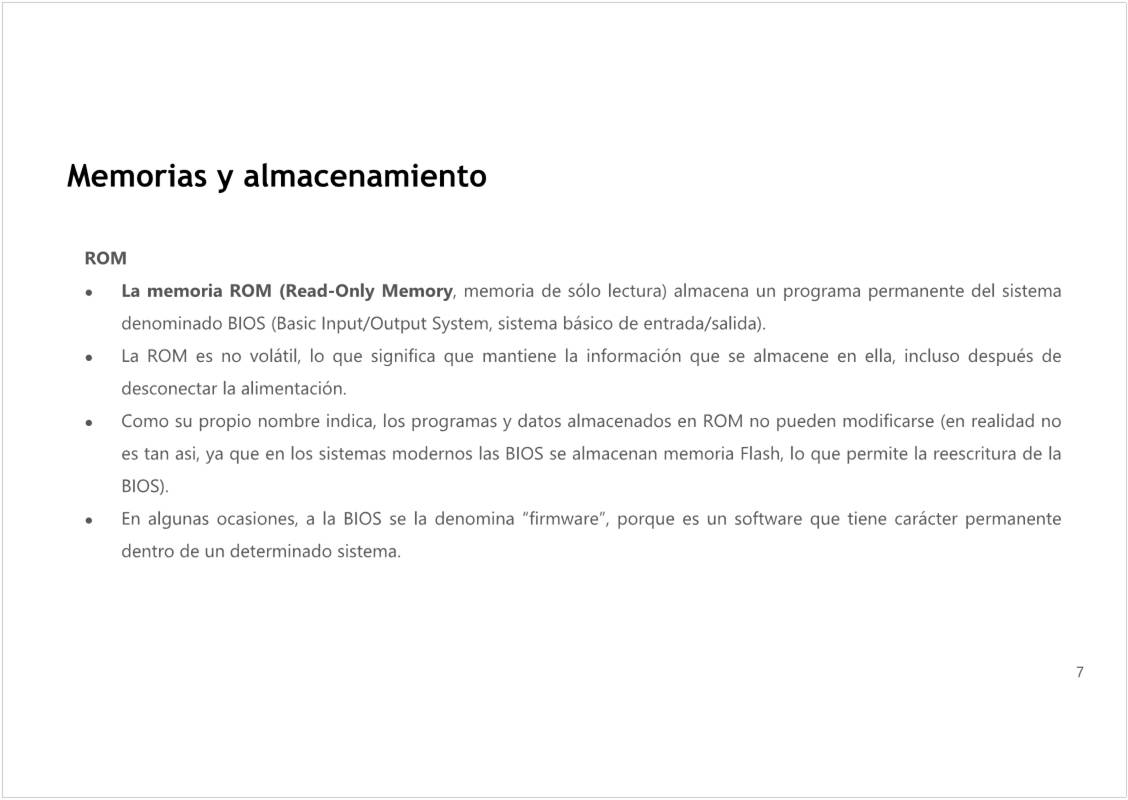 Memorias y almacenamiento
ROM
● La memoria ROM (Read-Only Memory, memoria de sólo lectura) almacena un programa permanente del sistema
denominado BIOS (Basic Input/Output System, sistema básico de entrada/salida).
● La ROM es no volátil, lo que significa que mantiene la información que se almacene en ella, incluso después de
desconectar la alimentación.
● Como su propio nombre indica, los programas y datos almacenados en ROM no pueden modificarse (en realidad no
es tan asi, ya que en los sistemas modernos las BIOS se almacenan memoria Flash, lo que permite la reescritura de la
BIOS).
● En algunas ocasiones, a la BIOS se la denomina “firmware”, porque es un software que tiene carácter permanente
dentro de un determinado sistema.
7